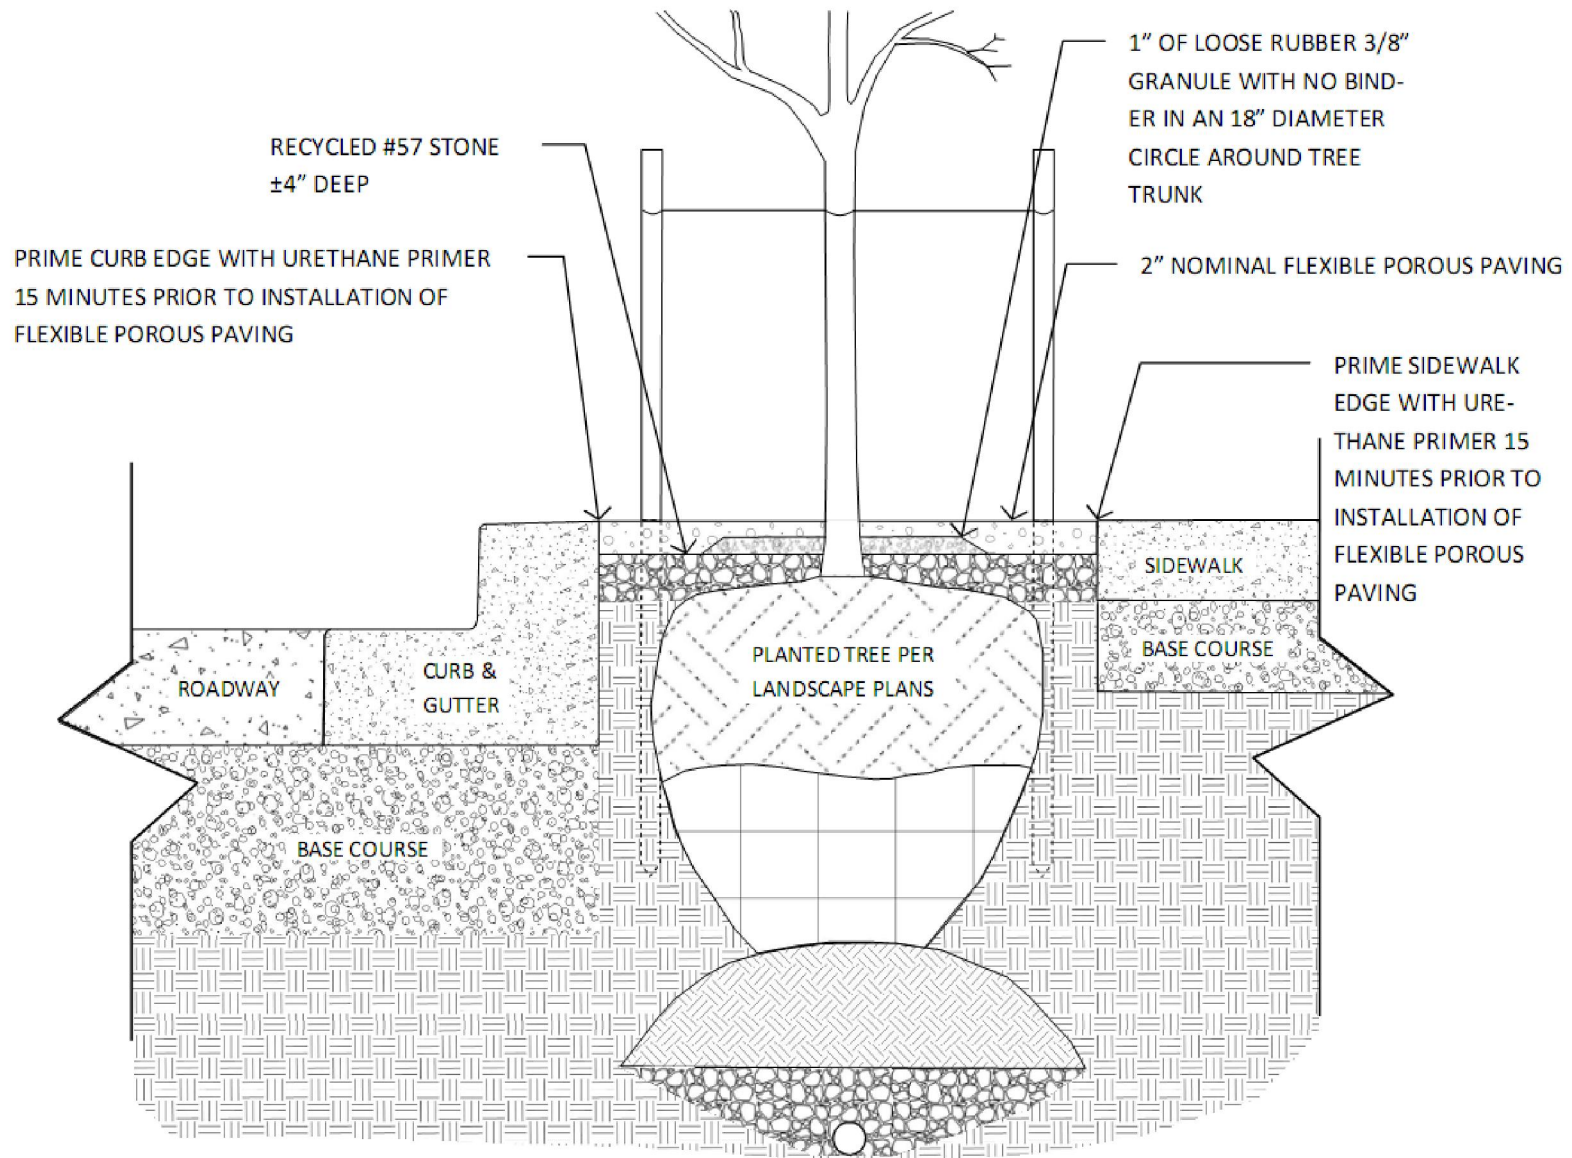 1” OF LOOSE RUBBER 3/8”
GRANULE WITH NO BIND-
ER IN AN 18” DIAMETER
CIRCLE AROUND TREE
TRUNK
RECYCLED #57 STONE
±4” DEEP
PRIME CURB EDGE WITH URETHANE PRIMER
15 MINUTES PRIOR TO INSTALLATION OF
FLEXIBLE POROUS PAVING
2” NOMINAL FLEXIBLE POROUS PAVING
PRIME SIDEWALK
EDGE WITH URE-
THANE PRIMER 15
MINUTES PRIOR TO
INSTALLATION OF
FLEXIBLE POROUS
PAVING
SIDEWALK
BASE COURSE
PLANTED TREE PER
LANDSCAPE PLANS
CURB &
GUTTER
ROADWAY
BASE COURSE